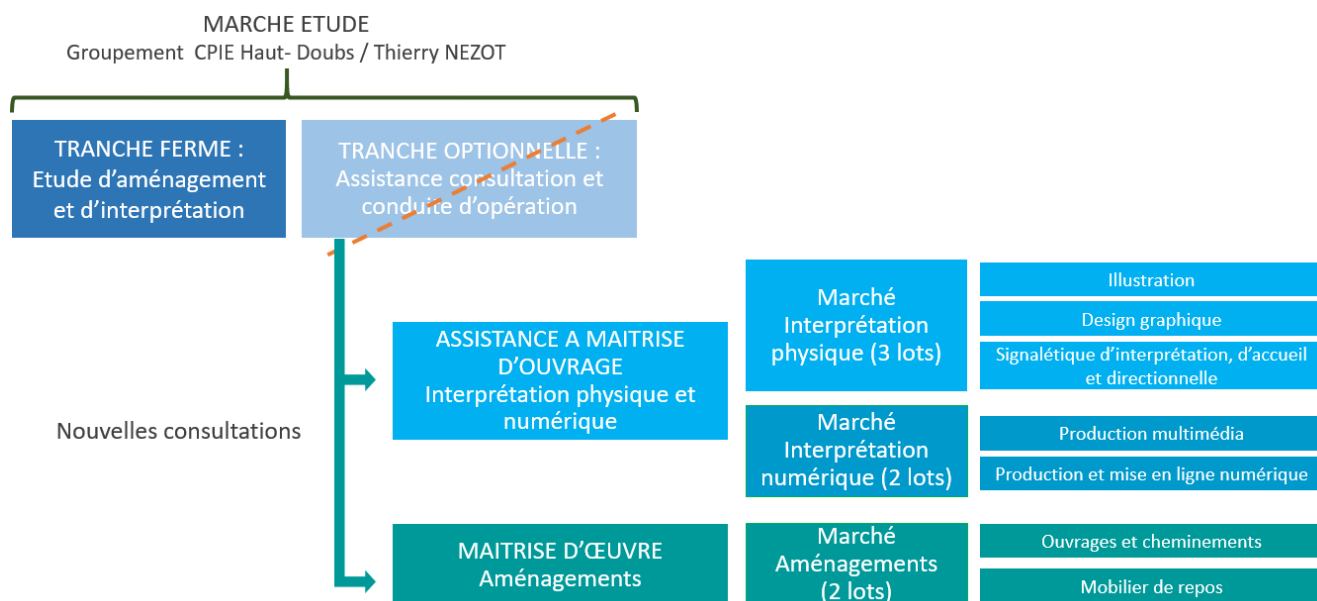 MARCHE ETUDE
Groupement CPIE Haut- Doubs / Thierry NEZOT
TRANCHE FERME :
Etude d'aménagement
et d'interprétation
TRANCHE OPTIONNELLE :
Assistance consultation et
conduite d'opération
Nouvelles consultations
ASSISTANCE A MAITRISE
D'OUVRAGE
Interprétation physique et
numérique
Marché
Interprétation
physique (3 lots)
Illustration
Design graphique
Signalétique d'interprétation, d'accueil
et directionnelle
Marché
Interprétation
numérique (2 lots)
Production multimédia
Production et mise en ligne numérique
MAITRISE D'ŒUVRE
Aménagements
Marché
Aménagements
(2 lots)
Ouvrages et cheminements
Mobilier de repos